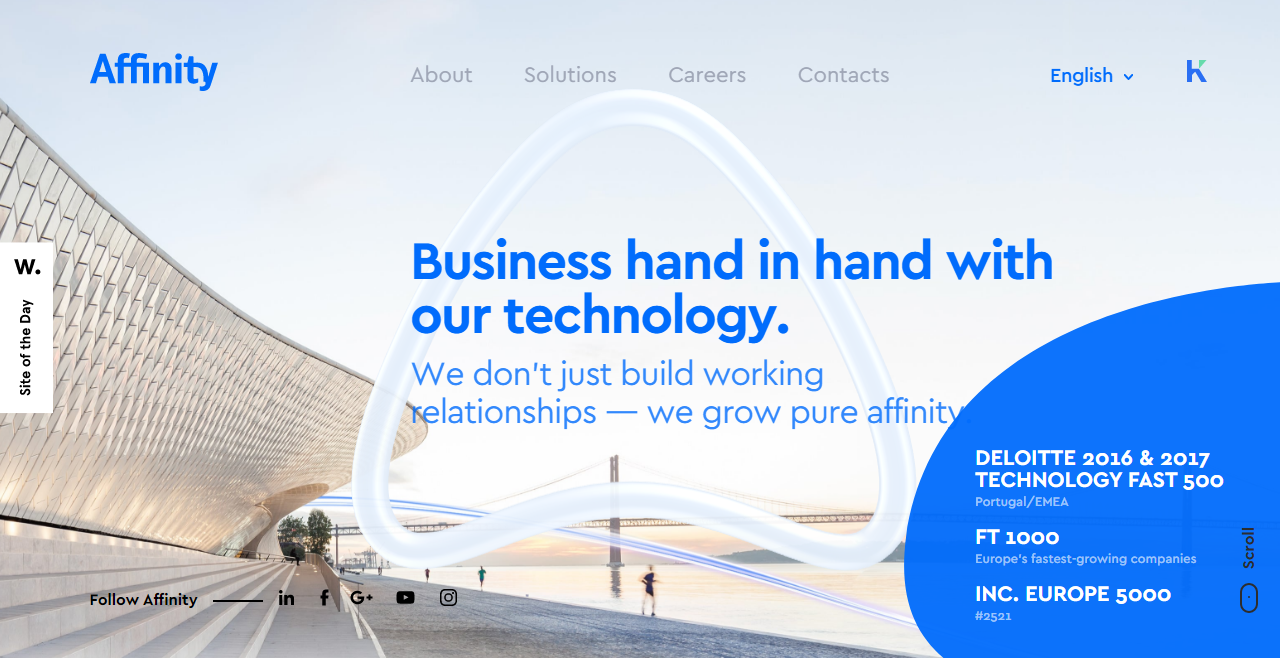 Affinity
About
Solutions
Careers
Contacts
English
K
W.
Site of the Day
Business hand in hand with
our technology.
We don't just build working
relationships — we grow pure affinity.
DELOITTE 2016 & 2017
TECHNOLOGY FAST 500
Portugal/EMEA
FT 1000
Europe's fastest-growing companies
INC. EUROPE 5000
#2521
Scroll
Follow Affinity
in
f
G+